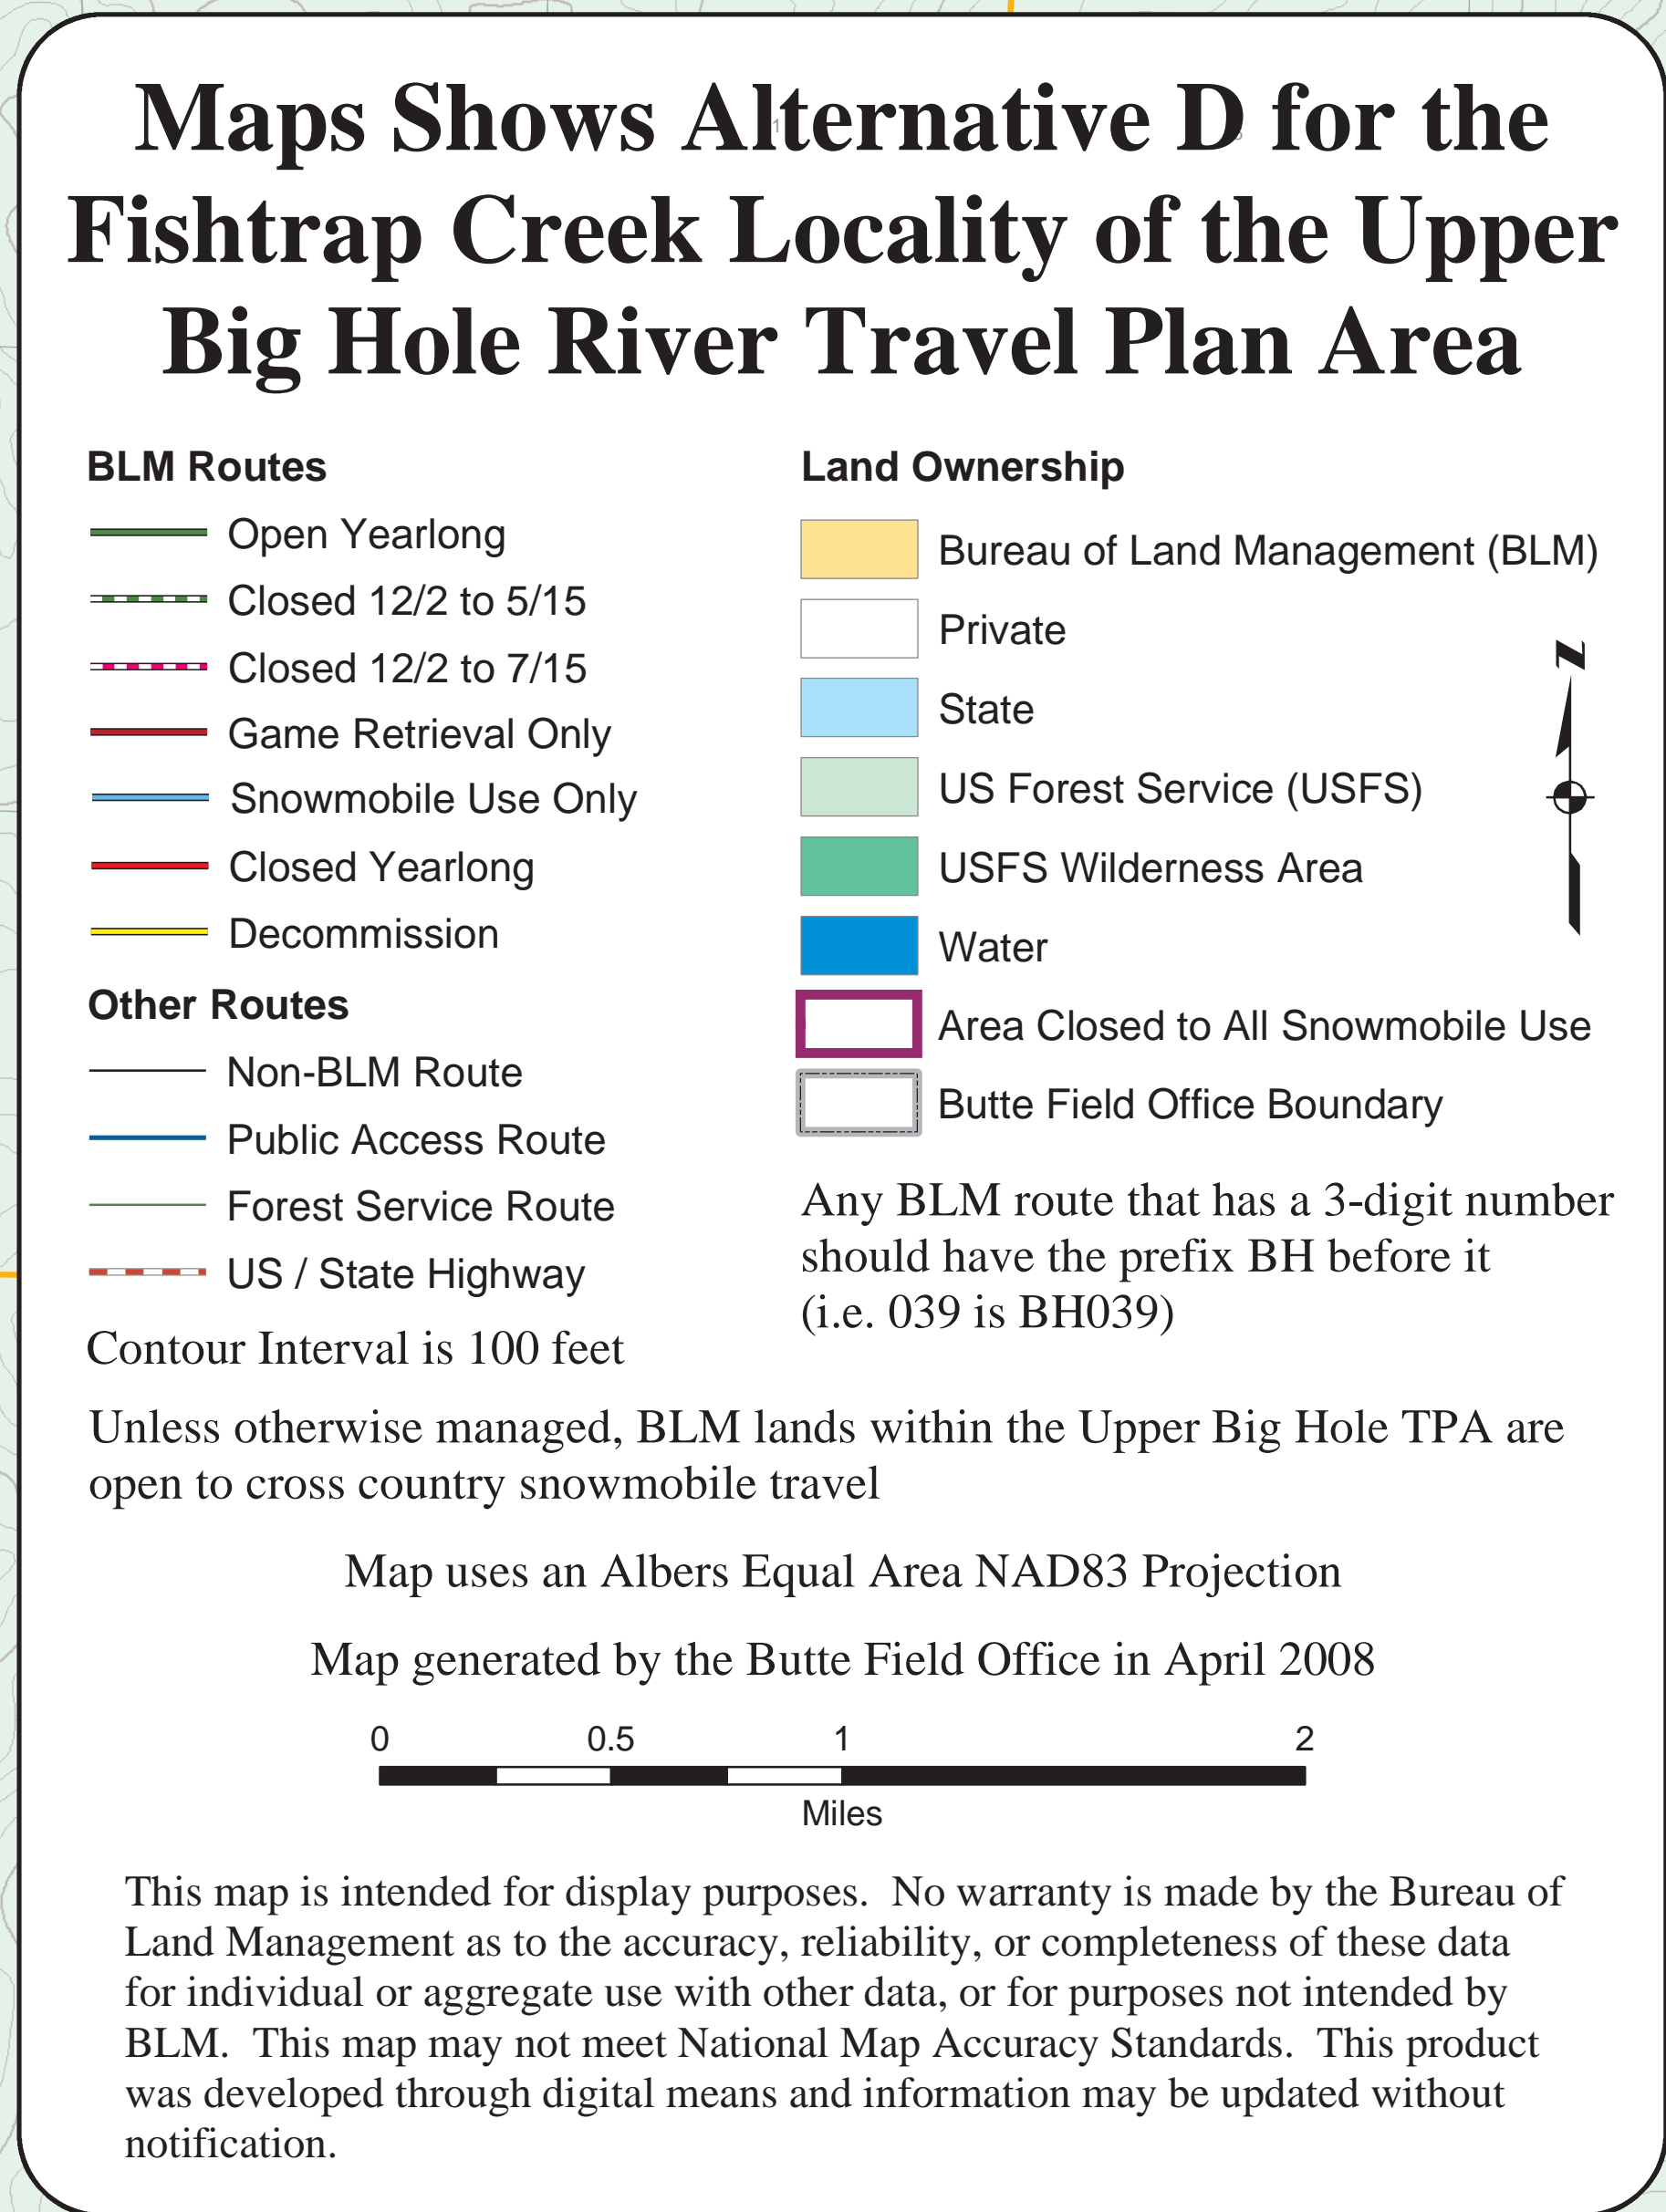 Maps Shows Alternative D for the
Fishtrap Creek Locality of the Upper
Big Hole River Travel Plan Area
BLM Routes
Open Yearlong
Closed 12/2 to 5/15
Closed 12/2 to 7/15
Game Retrieval Only
Snowmobile Use Only
Closed Yearlong
Decommission
Other Routes
Non-BLM Route
Public Access Route
Forest Service Route
US / State Highway
Contour Interval is 100 feet
Land Ownership
Bureau of Land Management (BLM)
Private
State
US Forest Service (USFS)
USFS Wilderness Area
Water
Area Closed to All Snowmobile Use
Butte Field Office Boundary
N
Any BLM route that has a 3-digit number
should have the prefix BH before it
(i.e. 039 is BH039)
Unless otherwise managed, BLM lands within the Upper Big Hole TPA are
open to cross country snowmobile travel
Map uses an Albers Equal Area NAD83 Projection
Map generated by the Butte Field Office in April 2008
0 0.5 1 2
Miles
This map is intended for display purposes.  No warranty is made by the Bureau of
Land Management as to the accuracy, reliability, or completeness of these data
for individual or aggregate use with other data, or for purposes not intended by
BLM.  This map may not meet National Map Accuracy Standards.  This product
was developed through digital means and information may be updated without
notification.